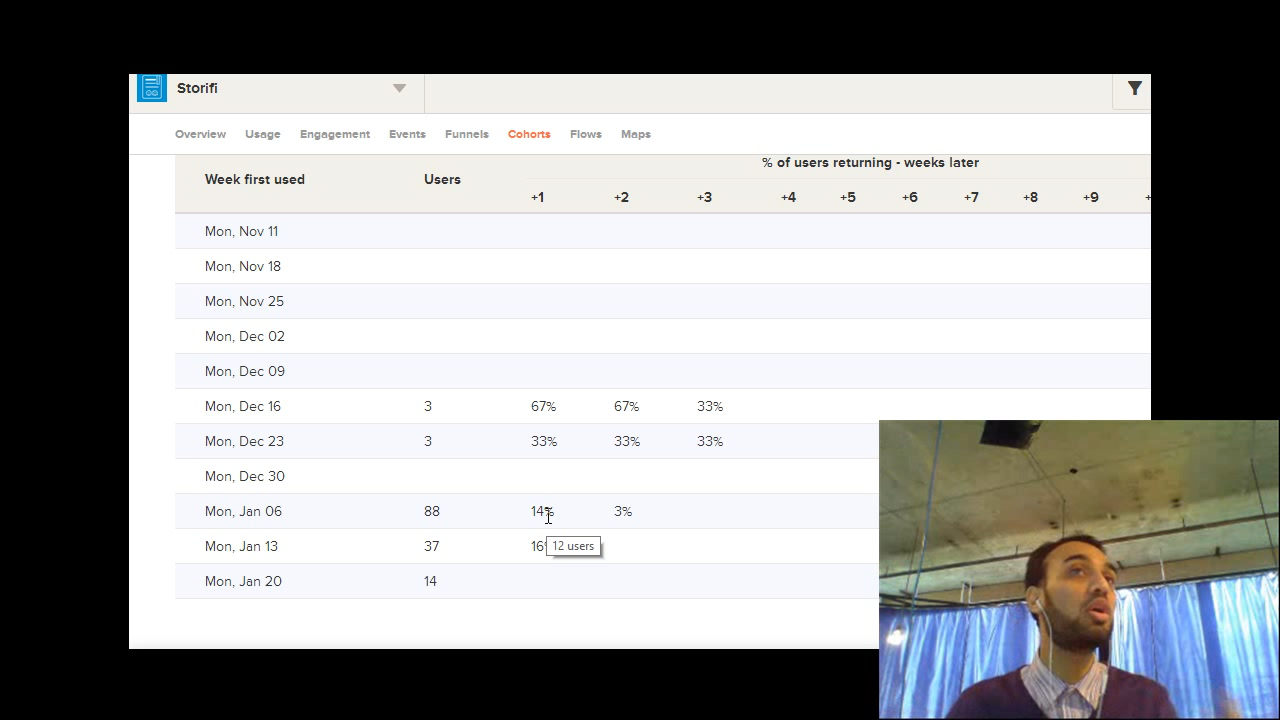 Storifi
Overview Usage Engagement Events Funnels Cohorts Flows Maps
% of users returning - weeks later
Week first used Users
+1 +2 +3 +4 +5 +6 +7 +8 +9 +
Mon, Nov 11
Mon, Nov 18
Mon, Nov 25
Mon, Dec 02
Mon, Dec 09
Mon, Dec 16 3 67% 67% 33%
Mon, Dec 23 3 33% 33% 33%
Mon, Dec 30
Mon, Jan 06 88 14% 3%
Mon, Jan 13 37 16
12 users
Mon, Jan 20 14